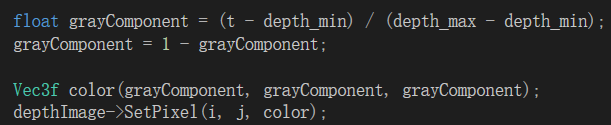 float grayComponent = (t - depth_min) / (depth_max - depth_min);
grayComponent = 1 - grayComponent;
Vec3f color(grayComponent, grayComponent, grayComponent);
depthImage->SetPixel(i, j, color);